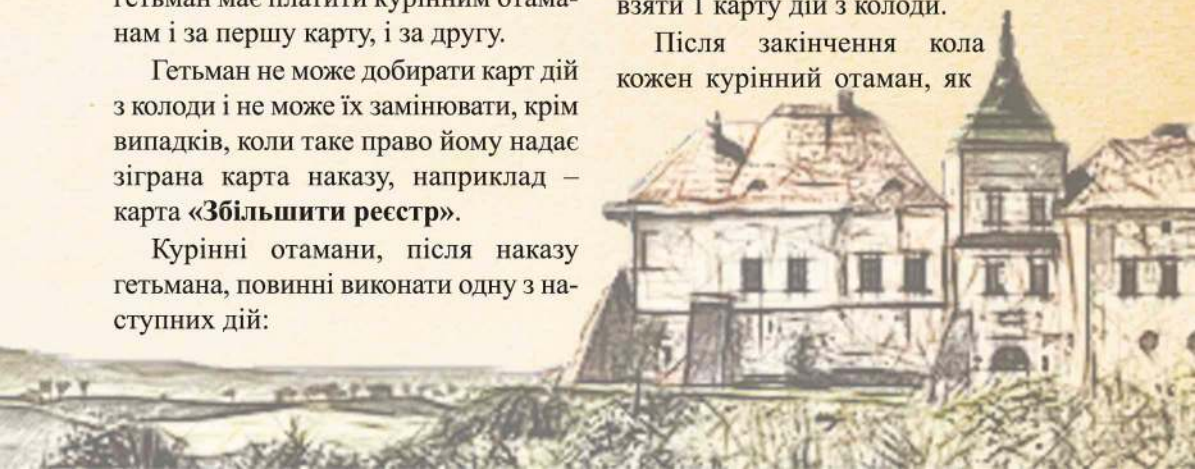 гетьман має платити курінним отама-
нам і за першу карту, і за другу.
Гетьман не може добирати карт дій
з колоди і не може їх замінювати, крім
випадків, коли таке право йому надає
зіграна карта наказу, наприклад –
карта «Збільшити реєстр».
Курінні отамани, після наказу
гетьмана, повинні виконати одну з на-
ступних дій:
взяти 1 карту дій з колоди.
Після закінчення кола
кожен курінний отаман, як